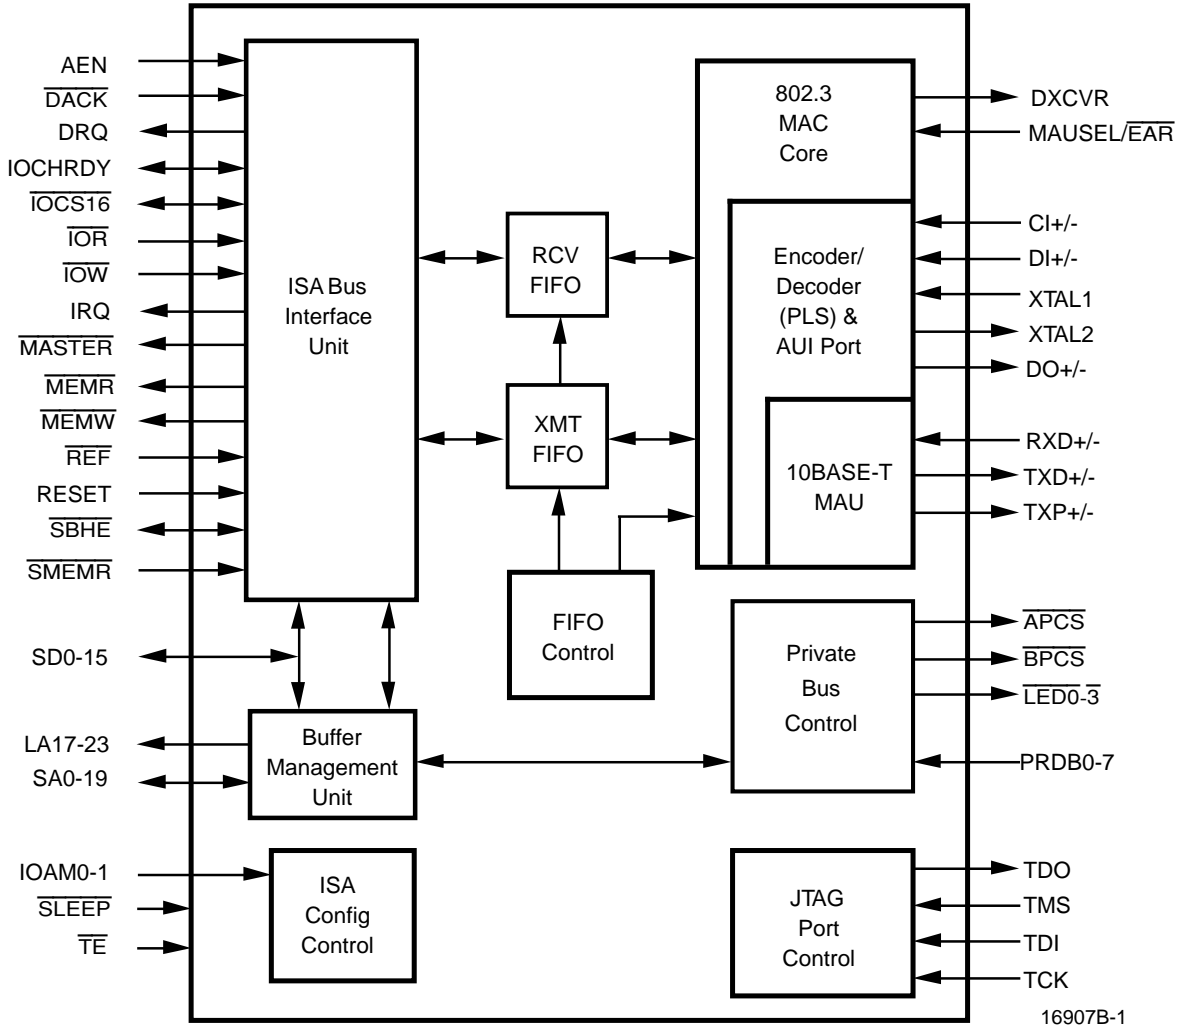 AEN
DACK
DRQ
IOCHRDY
IOCS16
IOR
IOW
IRQ
MASTER
MEMR
MEMW
REF
RESET
SBHE
SMEMR
SD0-15
LA17-23
SA0-19
IOAM0-1
SLEEP
TE
ISA Bus
Interface
Unit
Buffer
Management
Unit
ISA
Config
Control
RCV
FIFO
XMT
FIFO
FIFO
Control
802.3
MAC
Core
Encoder/
Decoder
(PLS) &
AUI Port
10BASE-T
MAU
Private
Bus
Control
JTAG
Port
Control
DXCVR
MAUSEL/EAR
CI+/-
DI+/-
XTAL1
XTAL2
DO+/-
RXD+/-
TXD+/-
TXP+/-
APCS
BPCS
LED0-3
PRDB0-7
TDO
TMS
TDI
TCK
16907B-1